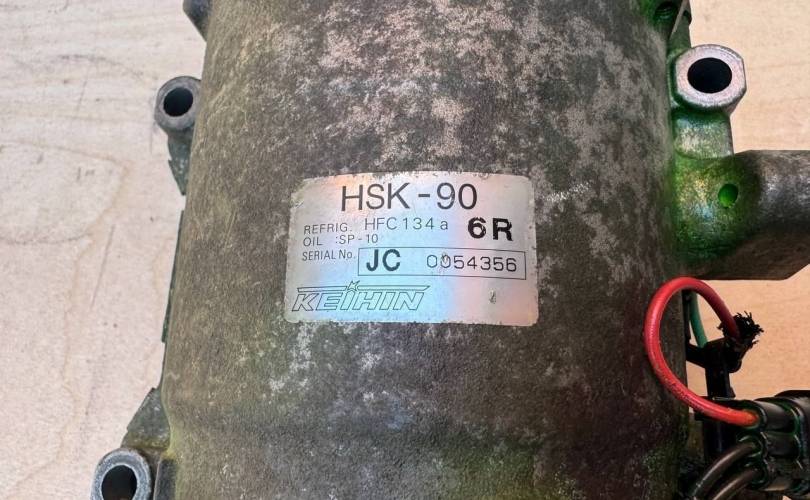 HSK-90
REFRIG. HFC134a 6R
OIL :SP-10
SERIAL No. JC 0054356
KEIHIN